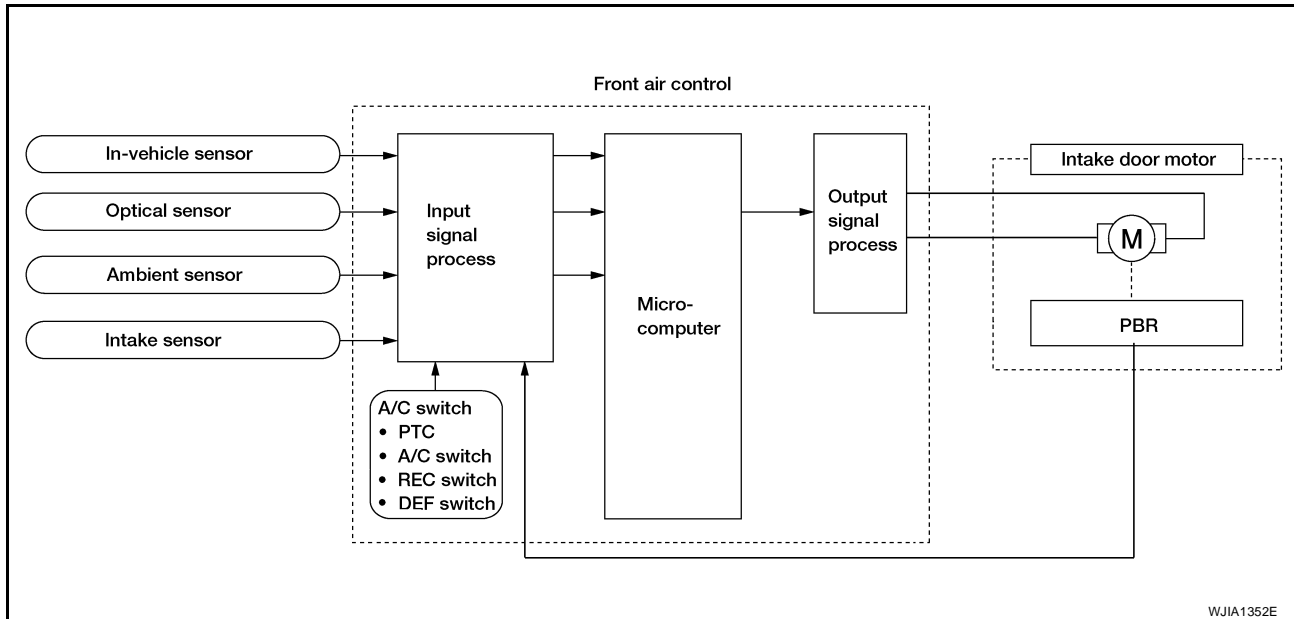 Front air control
In-vehicle sensor
Optical sensor
Ambient sensor
Intake sensor
Input
signal
process
A/C switch
• PTC
• A/C switch
• REC switch
• DEF switch
Micro-
computer
Output
signal
process
Intake door motor
M
PBR
WJIA1352E